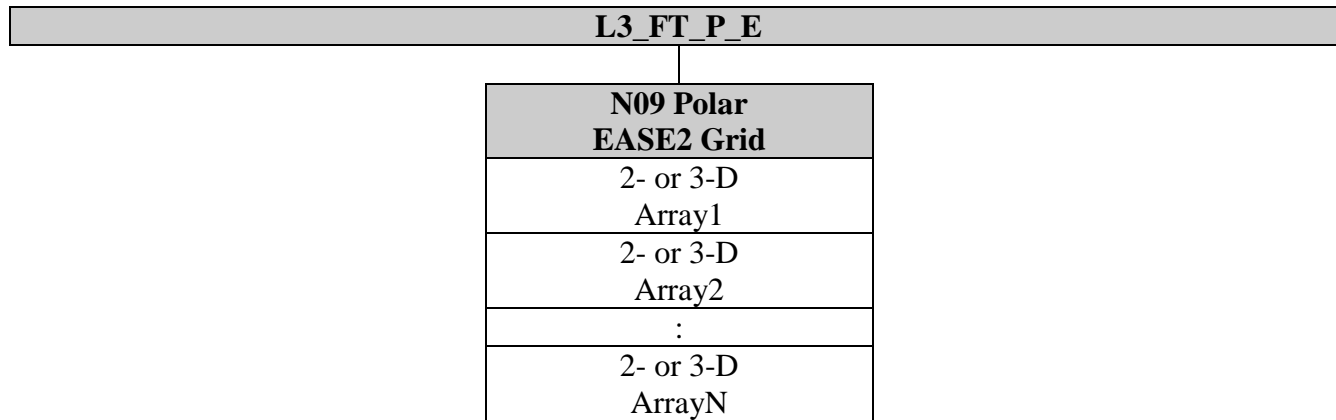 L3_FT_P_E
N09 Polar
EASE2 Grid
2- or 3-D
Array1
2- or 3-D
Array2
:
2- or 3-D
ArrayN